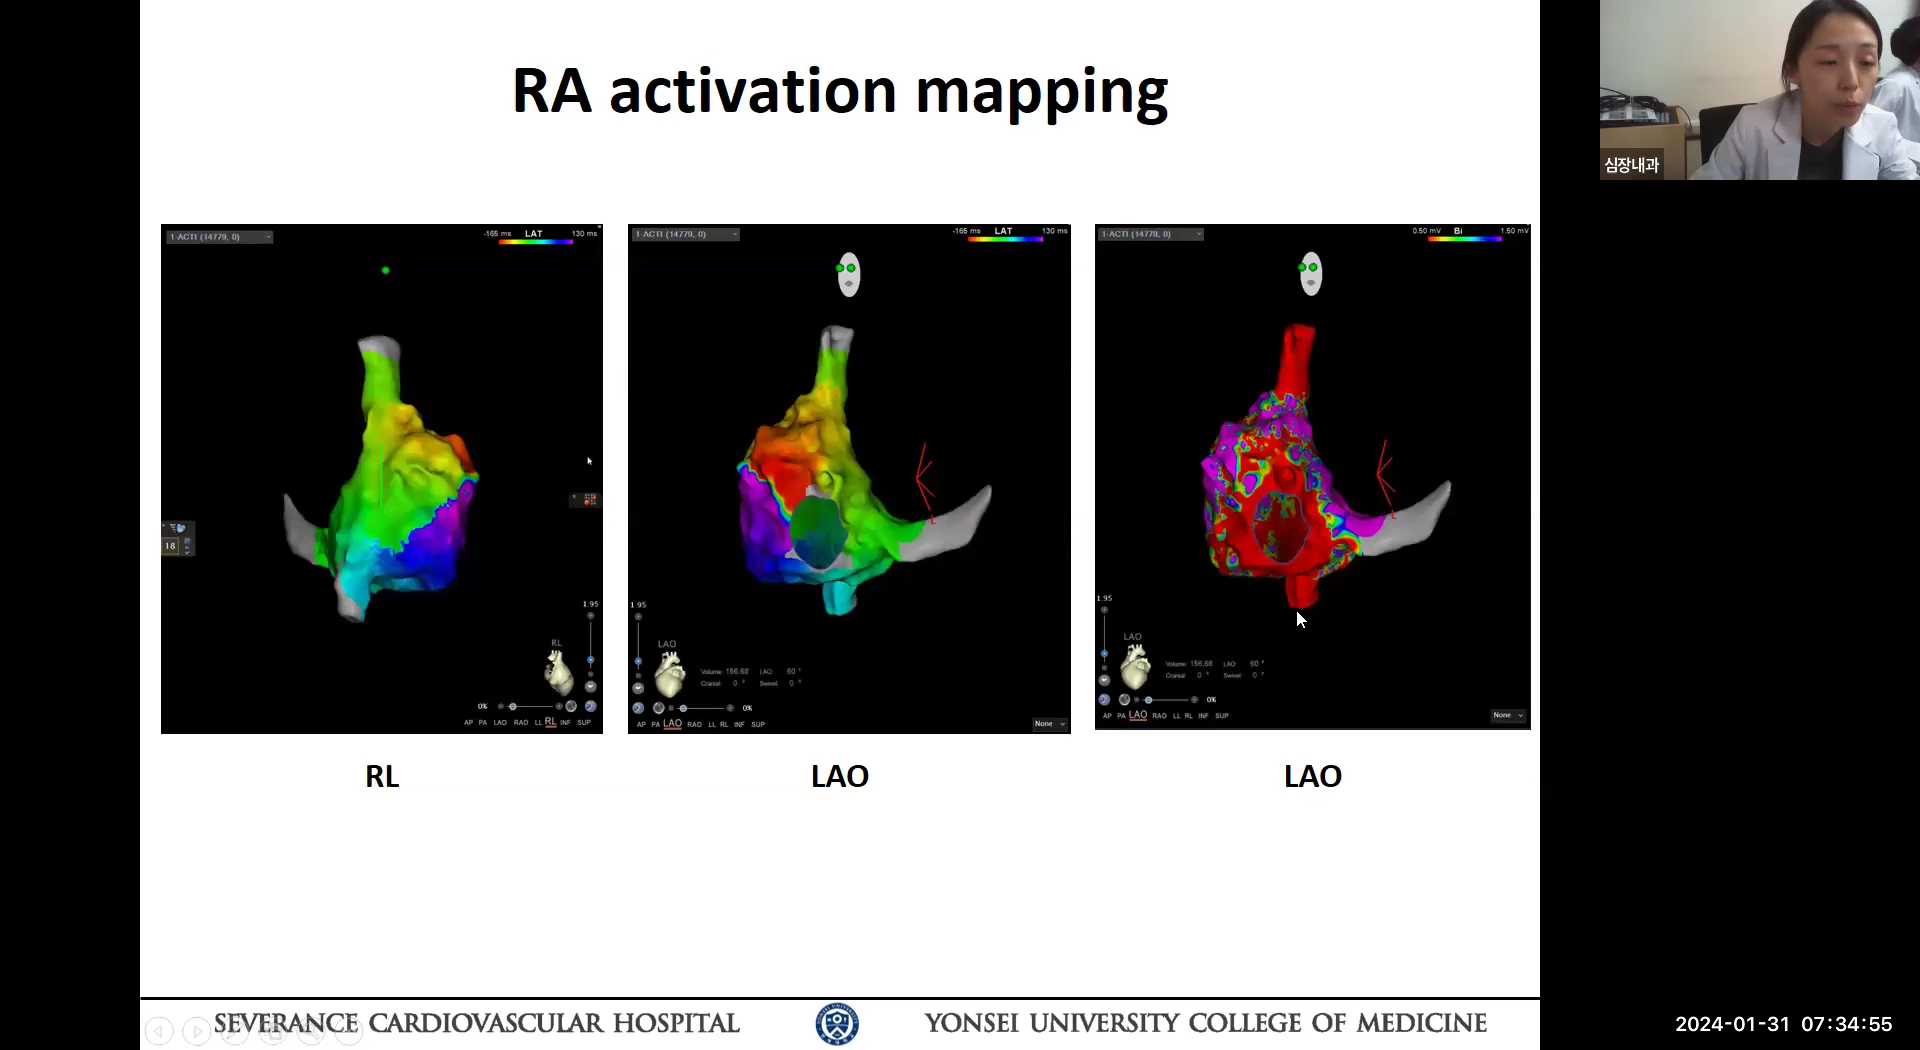 RA activation mapping
심장내과
1-ACTI (14779, 0)
-165 ms LAT 130 ms
18
1.95
RL
0%
AP PA LAO RAO LL RL INF SUP
1-ACTI (14779, 0)
-165 ms LAT 130 ms
L
1.95
LAO
Volume: 156.68 LAO: 60 °
Cranial: 0 ° Swivel: 0 °
0%
AP PA LAO RAO LL RL INF SUP
None
1-ACTI (14779, 0)
0.50 mV Bi 1.50 mV
L
1.95
LAO
Volume: 156.68 LAO: 60 °
Cranial: 0 ° Swivel: 0 °
0%
AP PA LAO RAO LL RL INF SUP
None
RL
LAO
LAO
SEVERANCE CARDIOVASCULAR HOSPITAL
YONSEI UNIVERSITY COLLEGE OF MEDICINE
2024-01-31 07:34:55